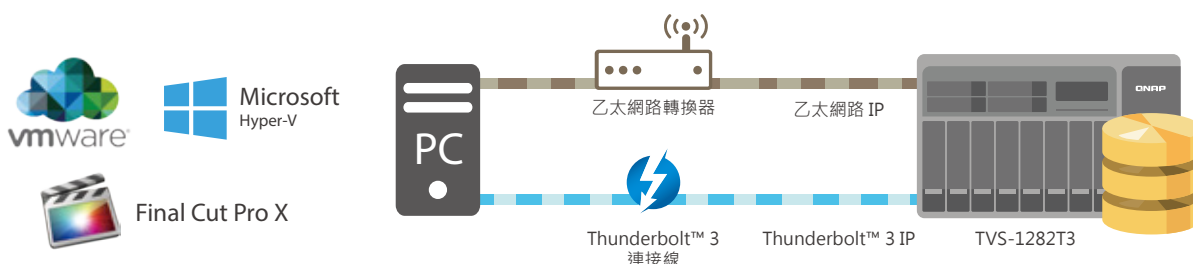 vmware
Microsoft
Hyper-V
Final Cut Pro X
PC
乙太網路轉換器
乙太網路 IP
QNAP
Thunderbolt™ 3
連接線
Thunderbolt™ 3 IP
TVS-1282T3